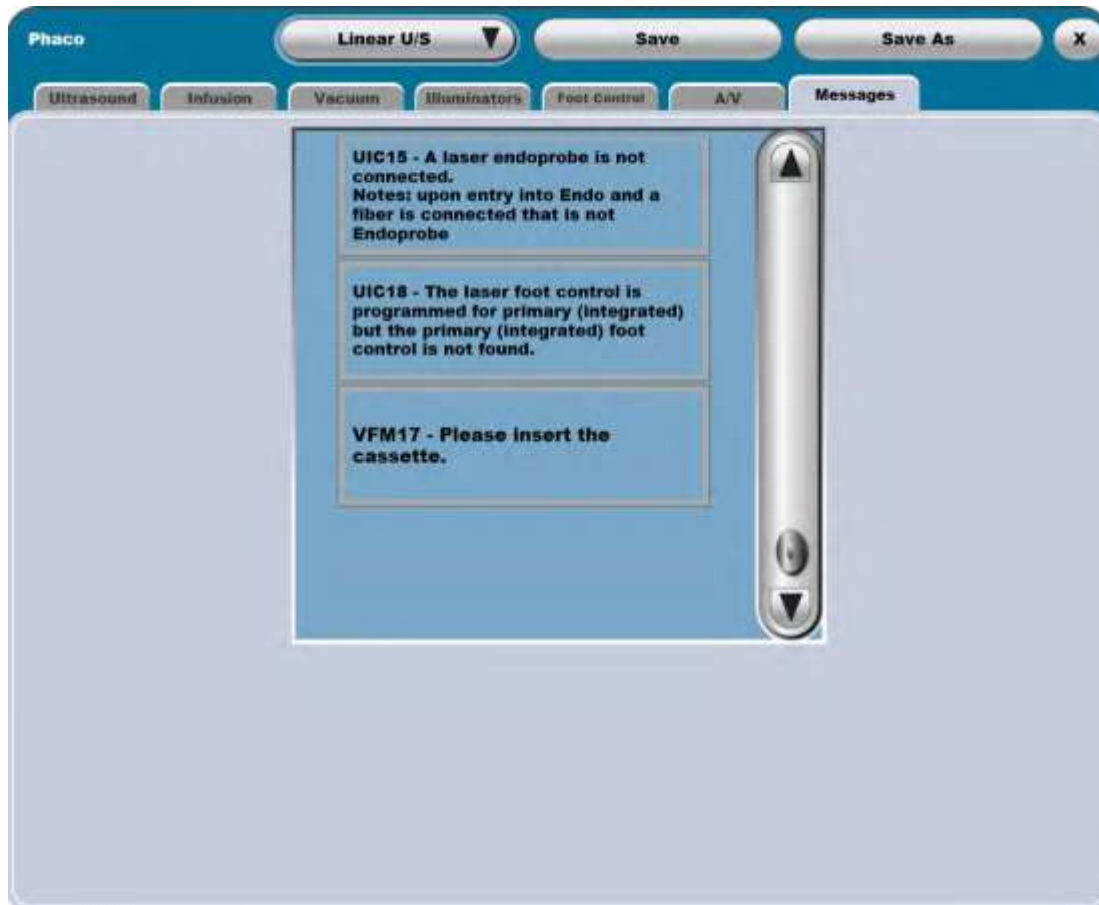 Phaco
Linear U/S
Save
Save As
X
Ultrasound
Infusion
Vacuum
Illuminators
Foot Control
A/V
Messages
UIC15 - A laser endoprobe is not
connected.
Notes: upon entry into Endo and a
fiber is connected that is not
Endoprobe
UIC18 - The laser foot control is
programmed for primary (integrated)
but the primary (integrated) foot
control is not found.
VFM17 - Please insert the
cassette.